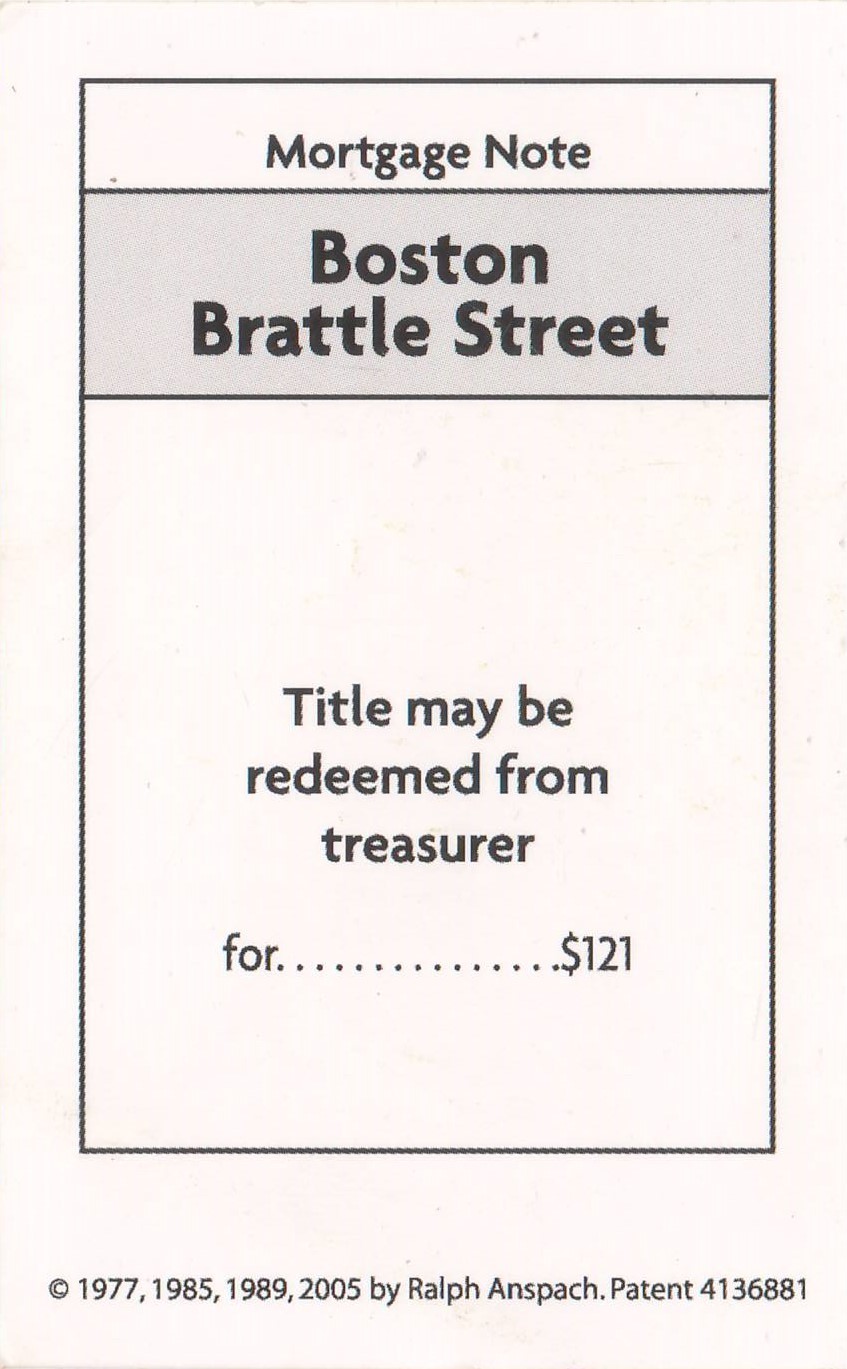 Mortgage Note
Boston
Brattle Street
Title may be
redeemed from
treasurer
for. . . . . . . . . . . . . . . .$121
© 1977, 1985, 1989, 2005 by Ralph Anspach. Patent 4136881